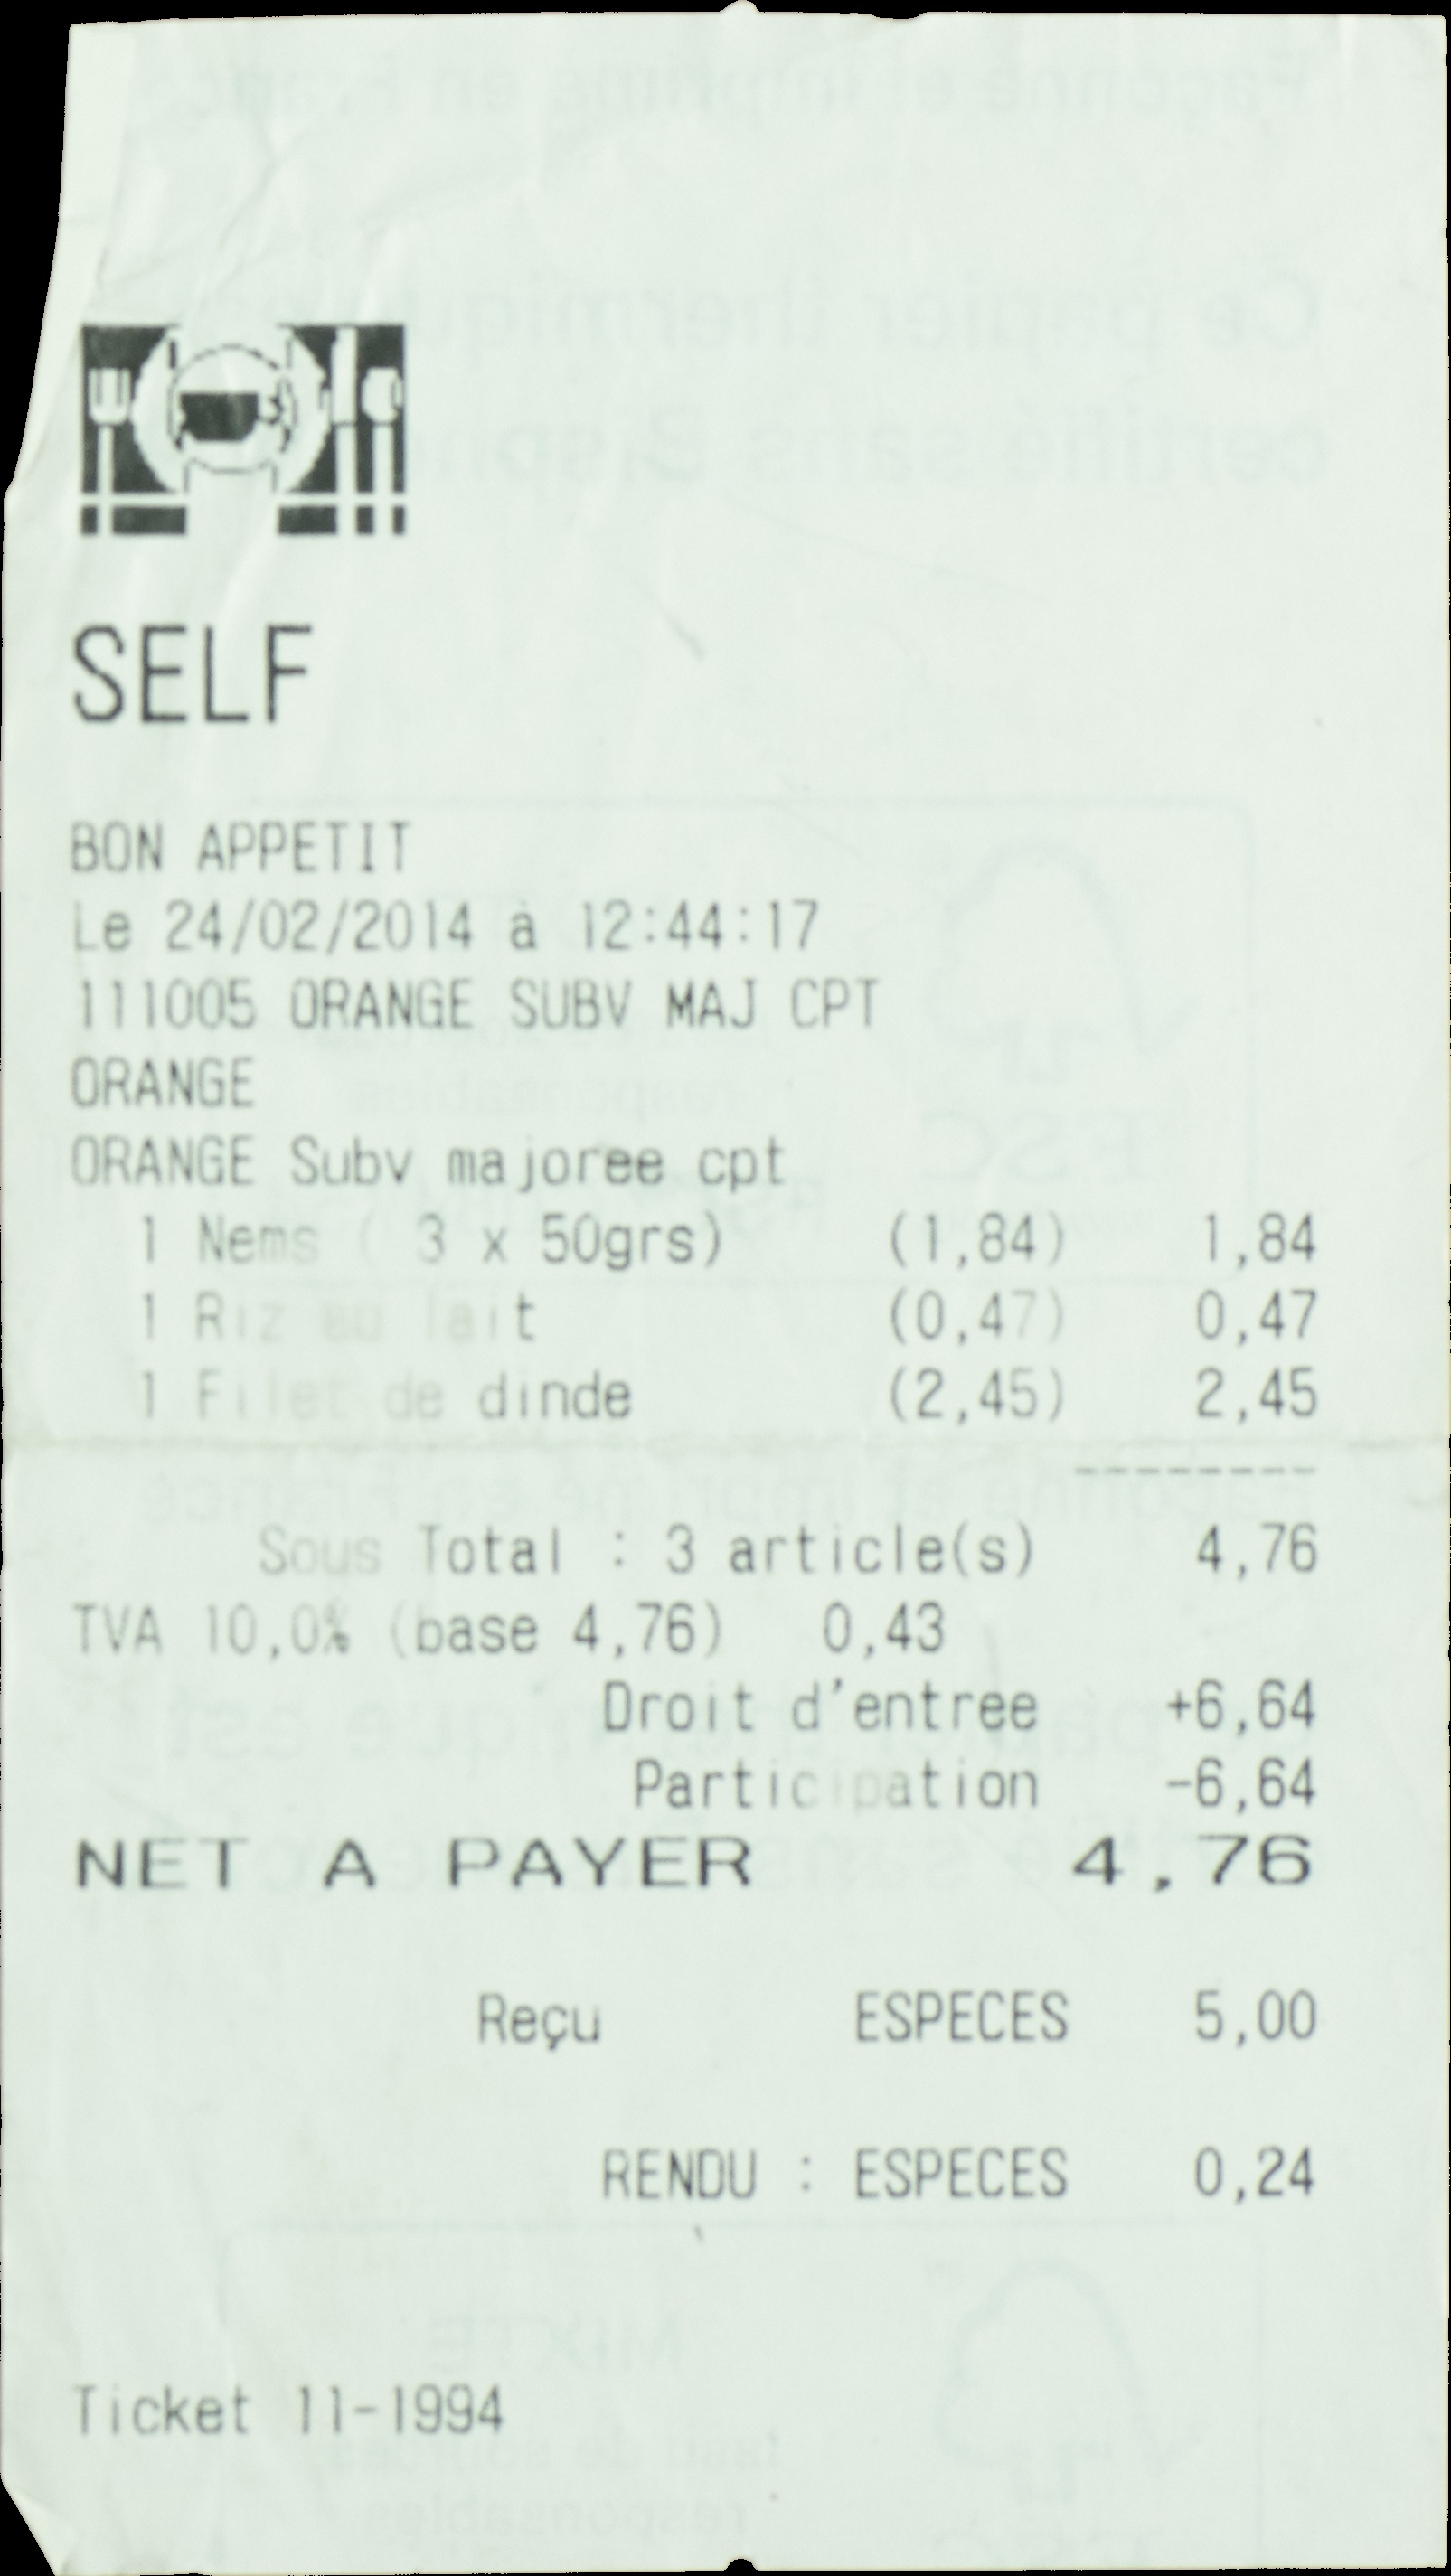 SELF
BON APPETIT
Le 24/02/2014 à 12:44:17
111005 ORANGE SUBV MAJ CPT
ORANGE
ORANGE Subv majoree cpt
1 Nems ( 3 x 50grs) (1,84) 1,84
1 Riz au lait (0,47) 0,47
1 Filet de dinde (2,45) 2,45
--------
Sous Total : 3 article(s) 4,76
TVA 10,0% (base 4,76) 0,43
Droit d'entree +6,64
Participation -6,64
NET A PAYER 4,76
Reçu ESPECES 5,00
RENDU : ESPECES 0,24
Ticket 11-1994